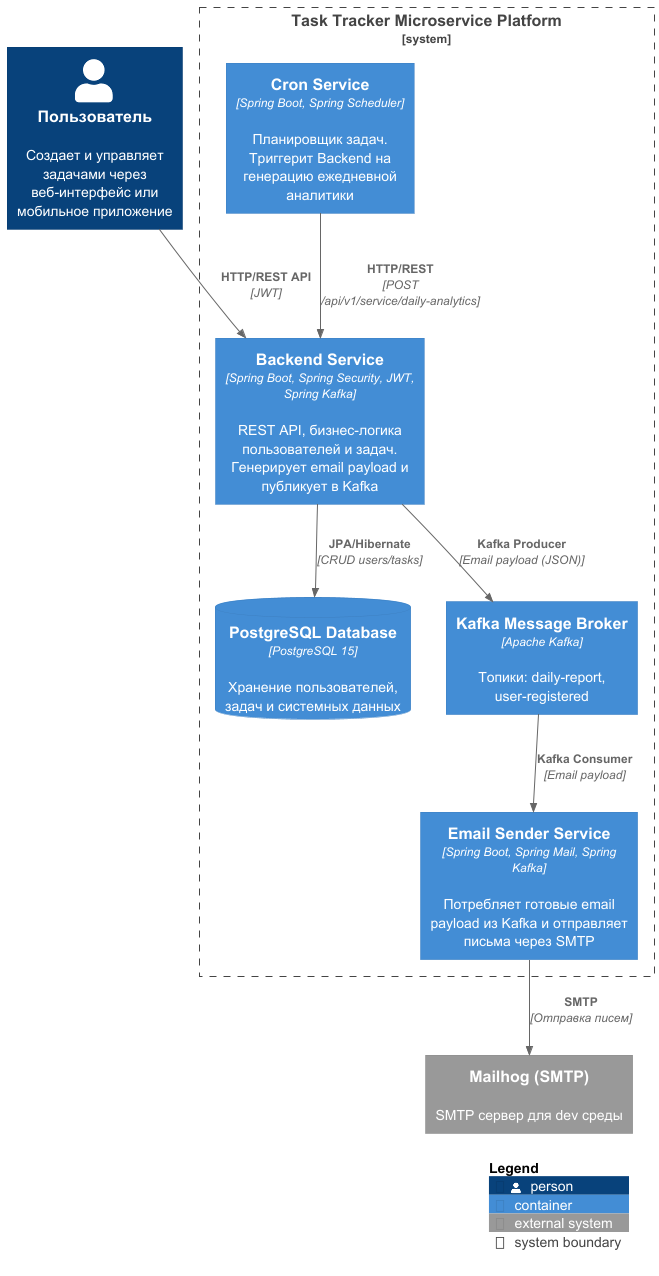 Task Tracker Microservice Platform
[system]
Пользователь
Создает и управляет
задачами через
веб-интерфейс или
мобильное приложение
Cron Service
[Spring Boot, Spring Scheduler]
Планировщик задач.
Триггерит Backend на
генерацию ежедневной
аналитики
HTTP/REST API
[JWT]
HTTP/REST
[POST
/api/v1/service/daily-analytics]
Backend Service
[Spring Boot, Spring Security, JWT,
Spring Kafka]
REST API, бизнес-логика
пользователей и задач.
Генерирует email payload и
публикует в Kafka
JPA/Hibernate
[CRUD users/tasks]
Kafka Producer
[Email payload (JSON)]
PostgreSQL Database
[PostgreSQL 15]
Хранение пользователей,
задач и системных данных
Kafka Message Broker
[Apache Kafka]
Топики: daily-report,
user-registered
Kafka Consumer
[Email payload]
Email Sender Service
[Spring Boot, Spring Mail, Spring
Kafka]
Потребляет готовые email
payload из Kafka и отправляет
письма через SMTP
SMTP
[Отправка писем]
Mailhog (SMTP)
SMTP сервер для dev среды
Legend
person
container
external system
system boundary